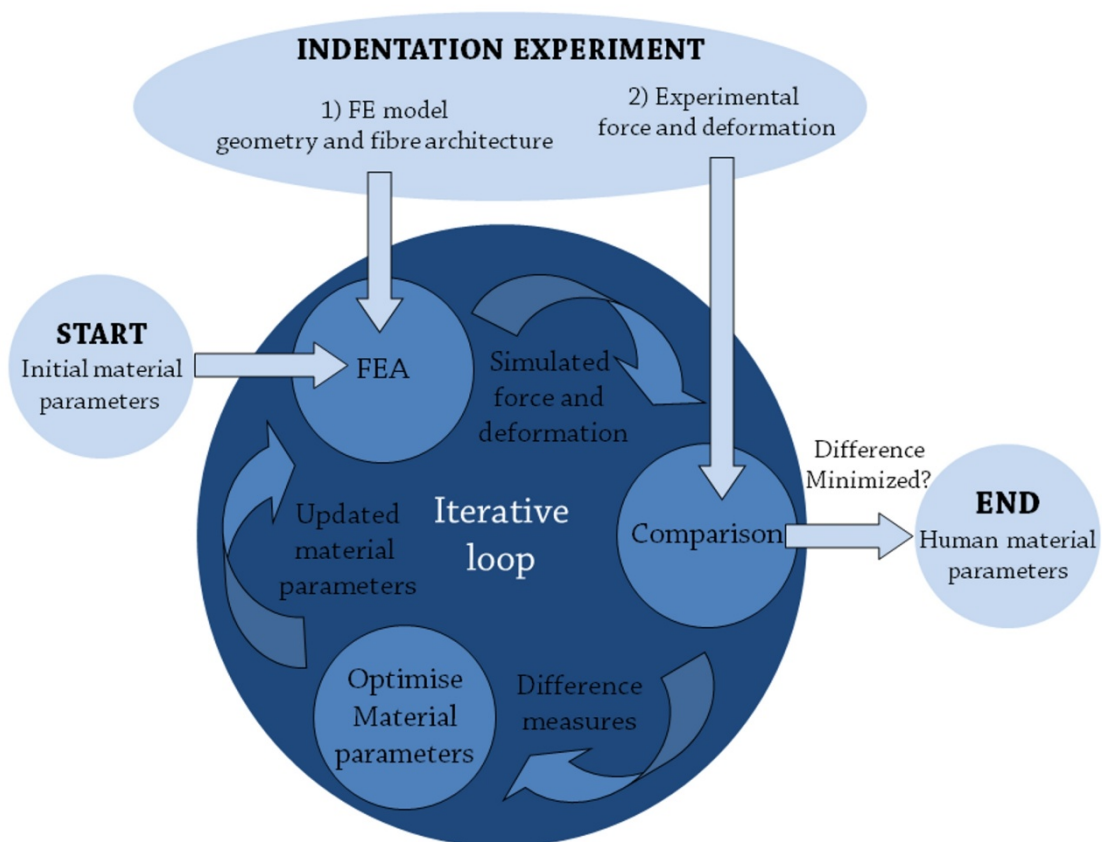 INDENTATION EXPERIMENT
1) FE model
geometry and fibre architecture
2) Experimental
force and deformation
START
Initial material
parameters
FEA
Simulated
force and
deformation
Difference
Minimized?
Comparison
END
Human material
parameters
Iterative
loop
Updated
material
parameters
Optimise
Material
parameters
Difference
measures